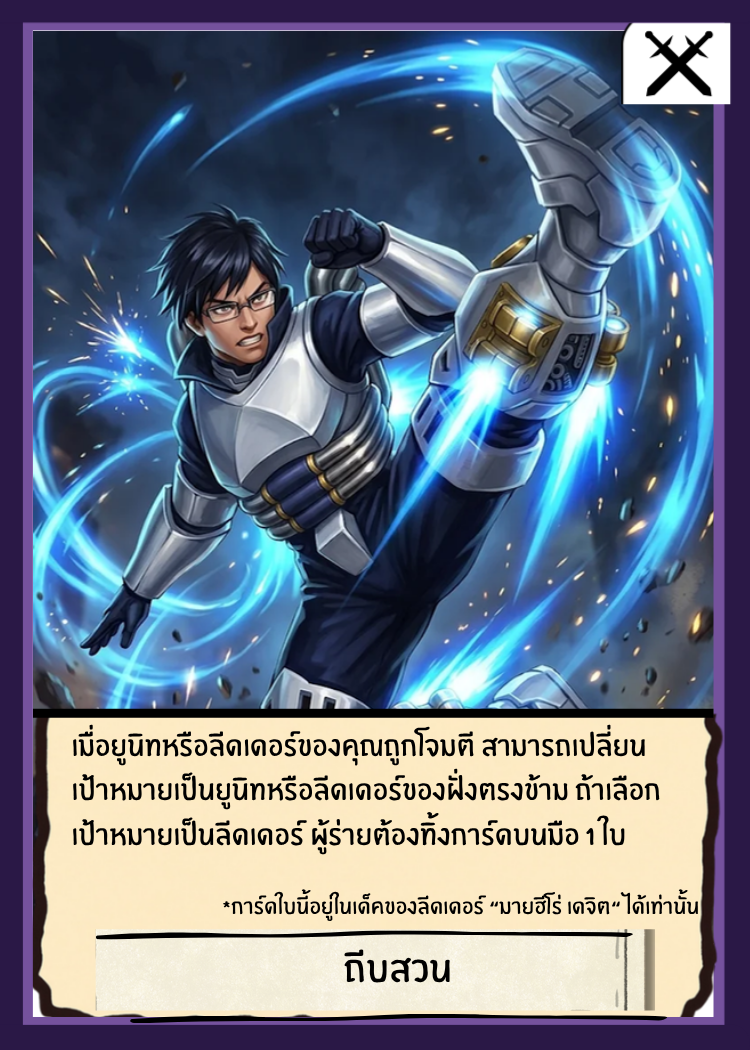 เมื่อยูนิทหรือลีดเดอร์ของคุณถูกโจมตี สามารถเปลี่ยน
เป้าหมายเป็นยูนิทหรือลีดเดอร์ของฝั่งตรงข้าม ถ้าเลือก
เป้าหมายเป็นลีดเดอร์ ผู้ร่ายต้องทิ้งการ์ดบนมือ 1 ใบ
*การ์ดใบนี้อยู่ในเด็คของลีดเดอร์ “มายฮีโร่ เดจิต“ ได้เท่านั้น
ถีบสวน